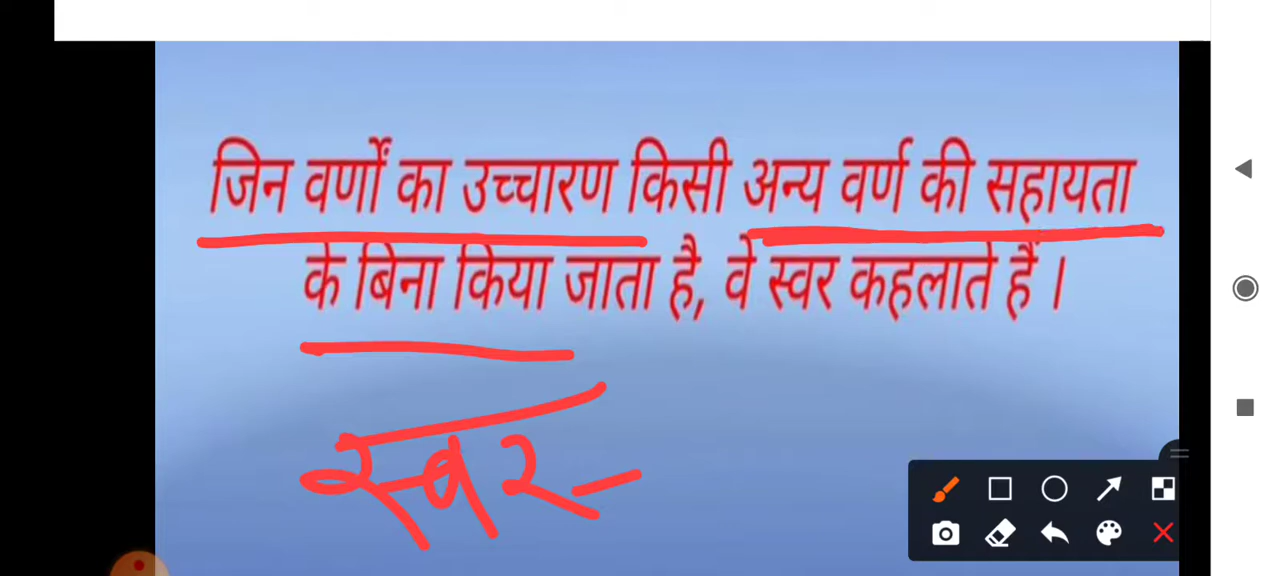 जिन वर्णों का उच्चारण किसी अन्य वर्ण की सहायता
के बिना किया जाता है, वे स्वर कहलाते हैं ।
स्वर-